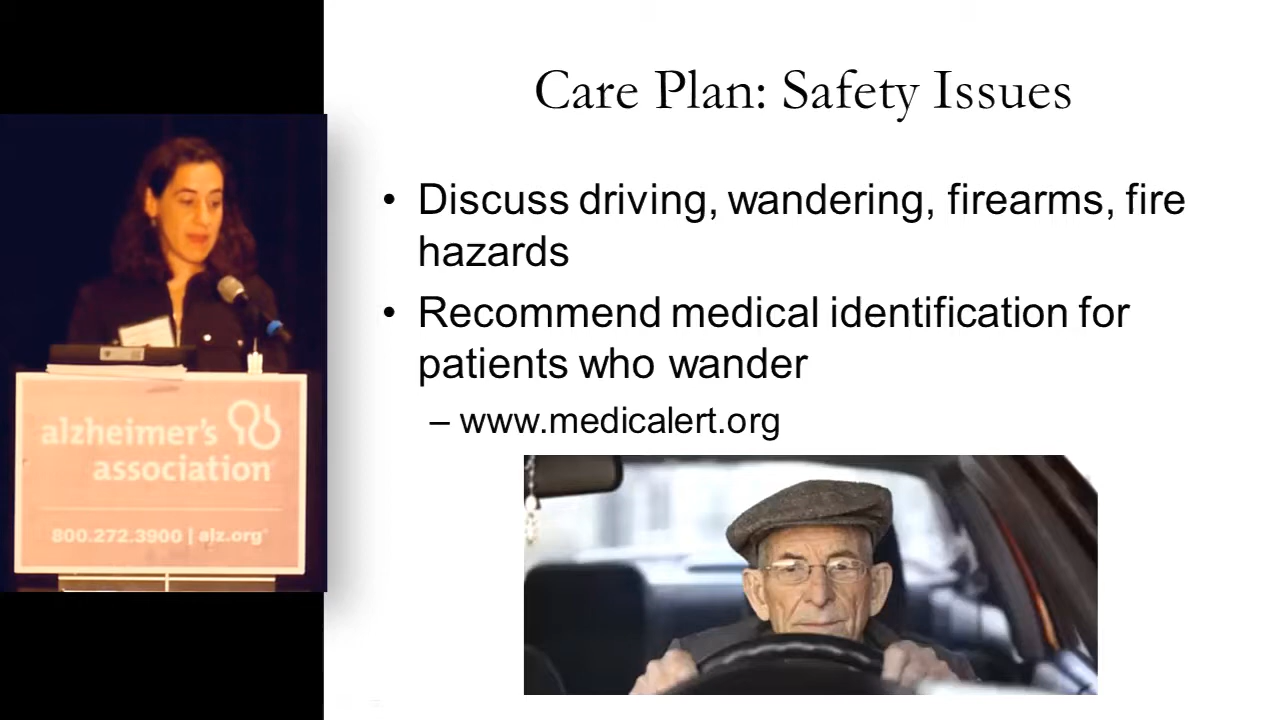 Care Plan: Safety Issues
• Discuss driving, wandering, firearms, fire
hazards
• Recommend medical identification for
patients who wander
– www.medicalert.org
alzheimer's
association
800.272.3900 | alz.org®